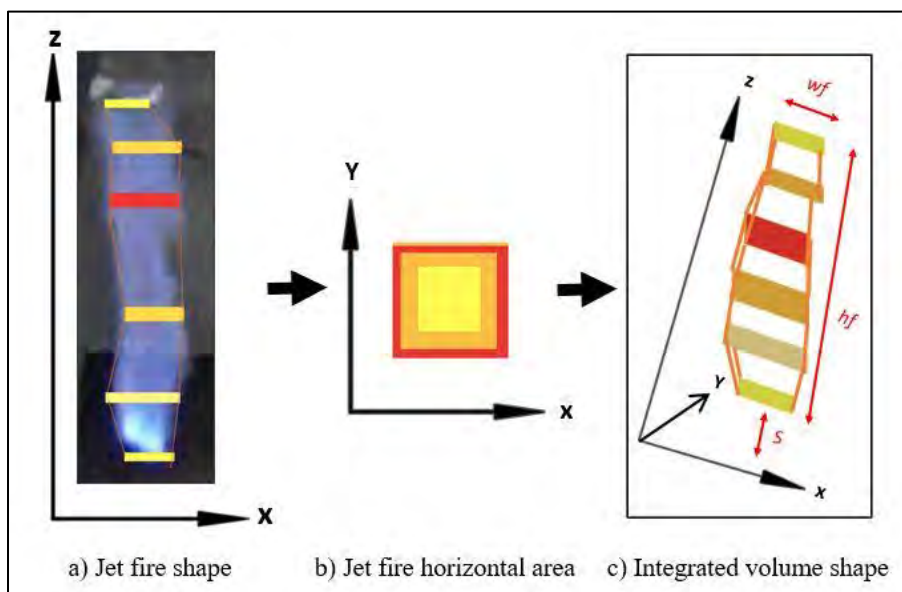 z
x
a) Jet fire shape
Y
x
b) Jet fire horizontal area
z
wf
hf
Y
S
x
c) Integrated volume shape